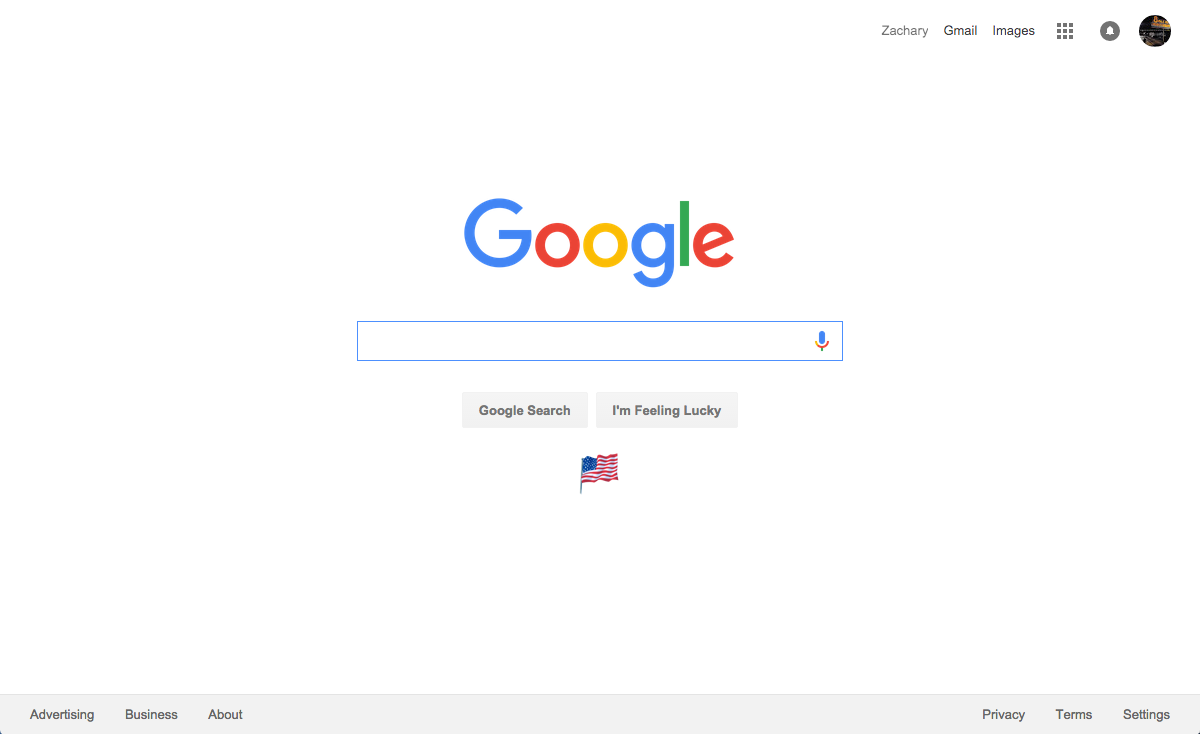 Zachary Gmail Images
Google
Google Search I'm Feeling Lucky
Advertising Business About Privacy Terms Settings